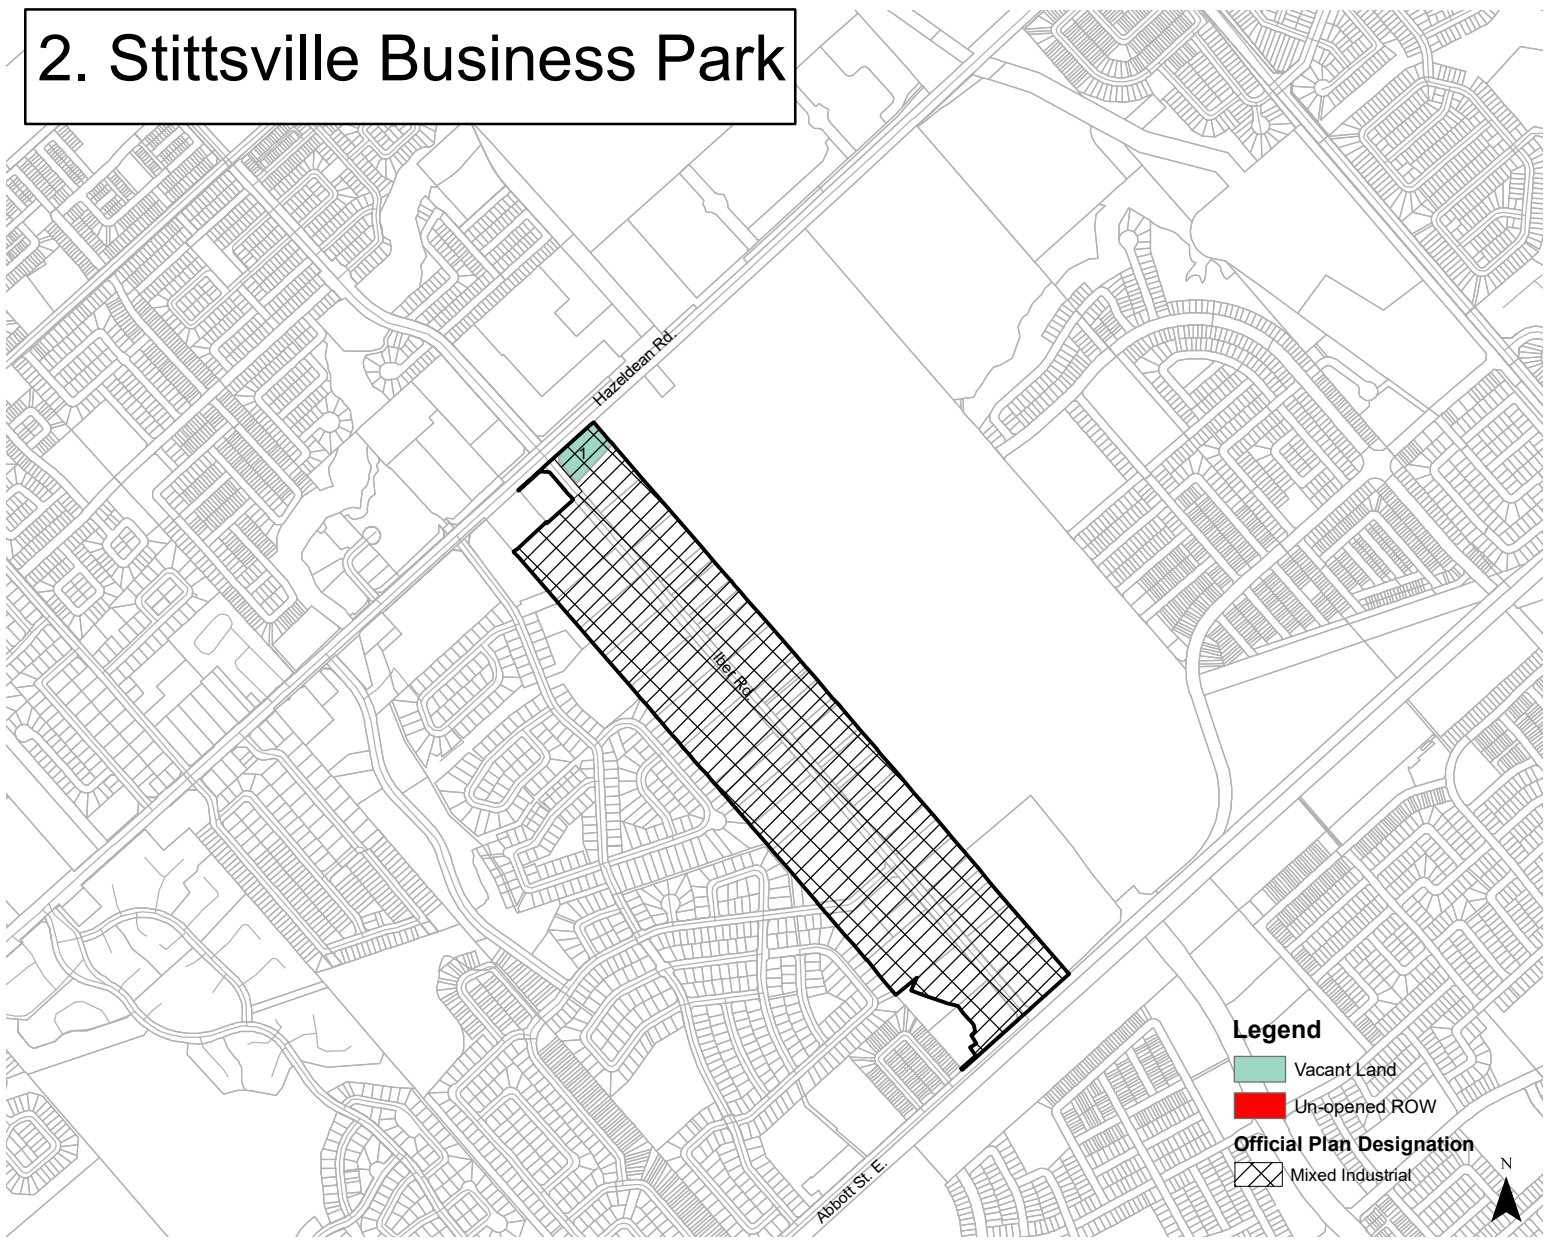 2. Stittsville Business Park
Hazeldean Rd.
1
Iber Rd.
Abbott St. E.
Legend
Vacant Land
Un-opened ROW
Official Plan Designation
Mixed Industrial
N